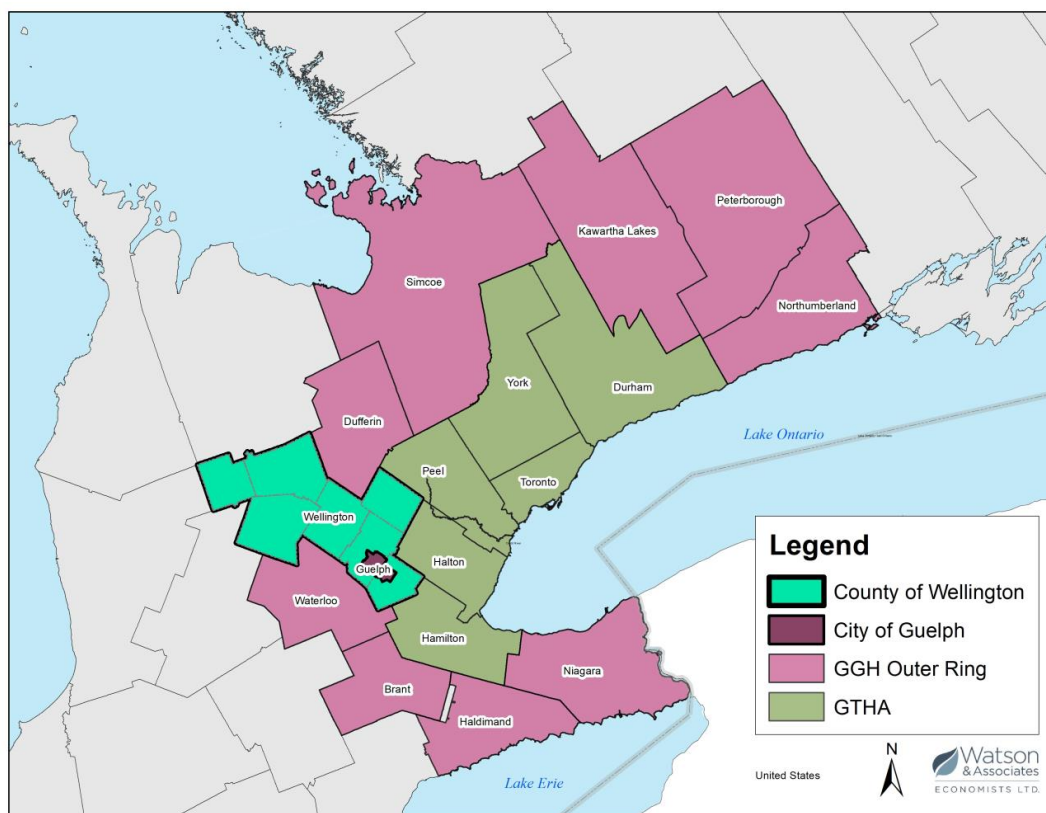 Peterborough
Kawartha Lakes
Simcoe
Northumberland
York
Durham
Dufferin
Lake Ontario
Peel
Toronto
Wellington
Halton
Guelph
Waterloo
Hamilton
Niagara
Brant
Haldimand
Lake Erie
Legend
County of Wellington
City of Guelph
GGH Outer Ring
GTHA
United States
N
Watson
& Associates
ECONOMISTS LTD.